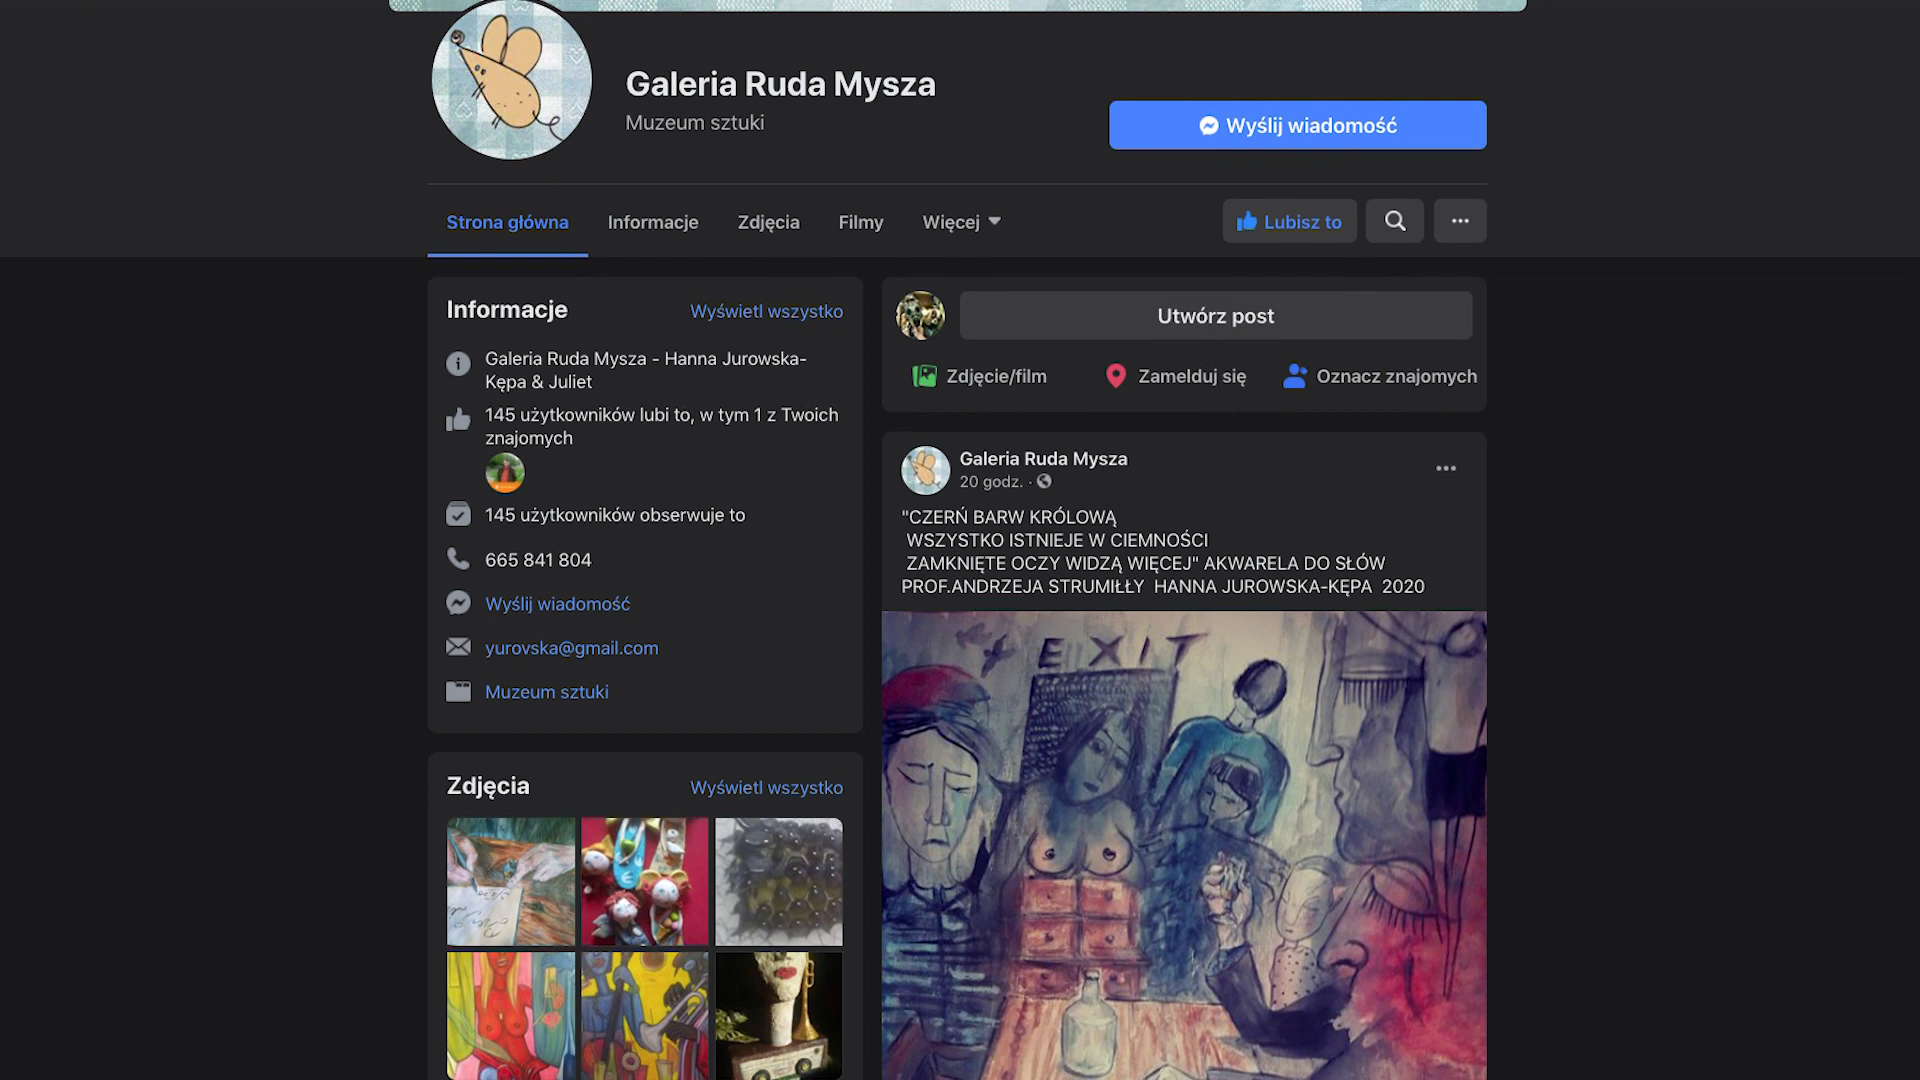 Galeria Ruda Mysza
Muzeum sztuki
Wyślij wiadomość
Strona główna
Informacje
Zdjęcia
Filmy
Więcej
Lubisz to
Informacje
Wyświetl wszystko
Galeria Ruda Mysza - Hanna Jurowska-
Kępa & Juliet
145 użytkowników lubi to, w tym 1 z Twoich
znajomych
145 użytkowników obserwuje to
665 841 804
Wyślij wiadomość
yurovska@gmail.com
Muzeum sztuki
Zdjęcia
Wyświetl wszystko
Utwórz post
Zdjęcie/film
Zamelduj się
Oznacz znajomych
Galeria Ruda Mysza
20 godz. ·
"CZERŃ BARW KRÓLOWĄ
WSZYSTKO ISTNIEJE W CIEMNOŚCI
ZAMKNIĘTE OCZY WIDZĄ WIĘCEJ" AKWARELA DO SŁÓW
PROF.ANDRZEJA STRUMIŁŁY HANNA JUROWSKA-KĘPA 2020
EXIT